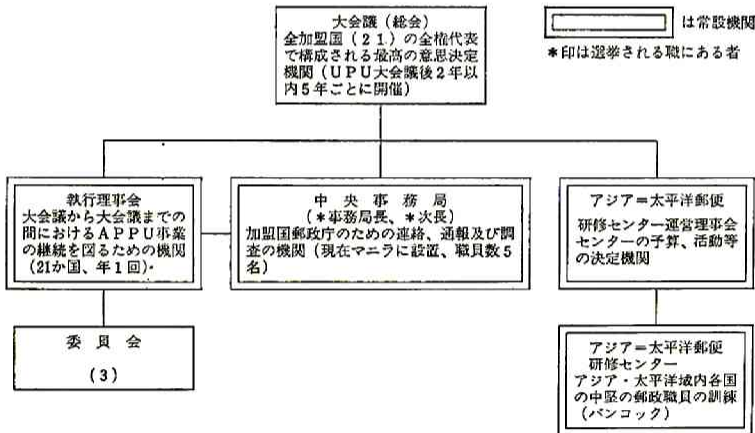 大会議(総会)
全加盟国(21)の全権代表
で構成される最高の意思決定
機関(UPU大会議後2年以
内5年ごとに開催)
は常設機関
*印は選挙される職にある者
執行理事会
大会議から大会議までの
間におけるAPPU事業
の継続を図るための機関
(21か国、年1回)
中央事務局
(*事務局長、*次長)
加盟国郵政庁のための連絡、通報及び調
査の機関(現在マニラに設置、職員数5
名)
アジア=太平洋郵便
研修センター運営理事会
センターの予算、活動等
の決定機関
委員会
(3)
アジア=太平洋郵便
研修センター
アジア・太平洋域内各国
の中堅の郵政職員の訓練
(バンコック)